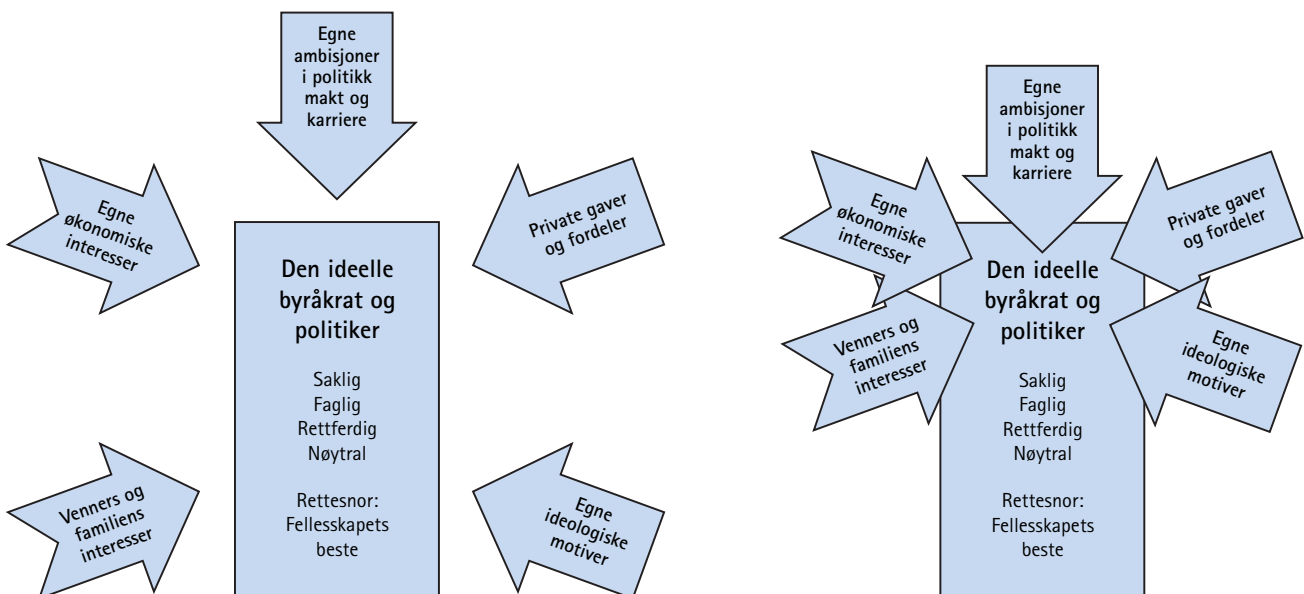 Egne
ambisjoner
i politikk
makt og
karriere
Egne
økonomiske
interesser
Private gaver
og fordeler
Den ideelle
byråkrat og
politiker
Saklig
Faglig
Rettferdig
Nøytral
Rettesnor:
Fellesskapets
beste
Venners og
familiens
interesser
Egne
ideologiske
motiver
Egne
ambisjoner
i politikk
makt og
karriere
Egne
økonomiske
interesser
Private gaver
og fordeler
Den ideelle
byråkrat og
politiker
Venners og
familiens
interesser
Egne
ideologiske
motiver
Saklig
Faglig
Rettferdig
Nøytral
Rettesnor:
Fellesskapets
beste